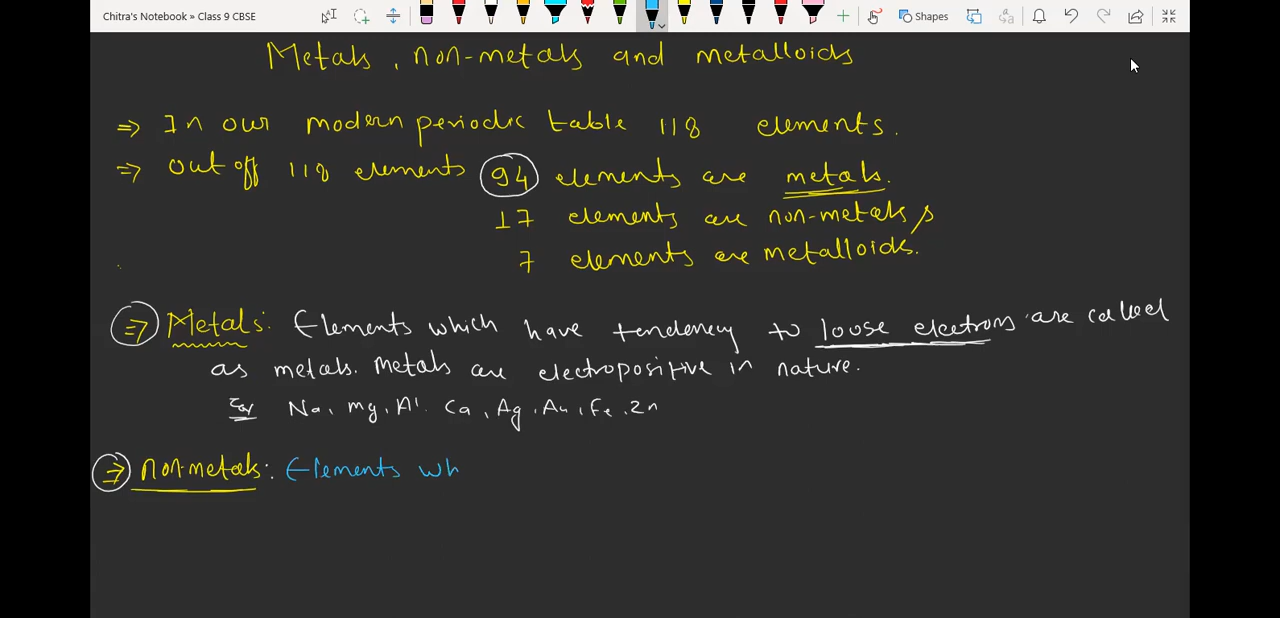 Chitra's Notebook » Class 9 CBSE
Shapes
Metals, non-metals and metalloids
⇒ In our modern periodic table 118 elements.
⇒ out off 118 elements 94 elements are metals.
17 elements are non-metals,
7 elements are metalloids.
⇒ Metals: Elements which have tendency to loose electrons are called
as metals. Metals are electropositive in nature.
Ex: Na, Mg, Al. Ca, Ag, Au, Fe, Zn
⇒ non-metals: Elements wh